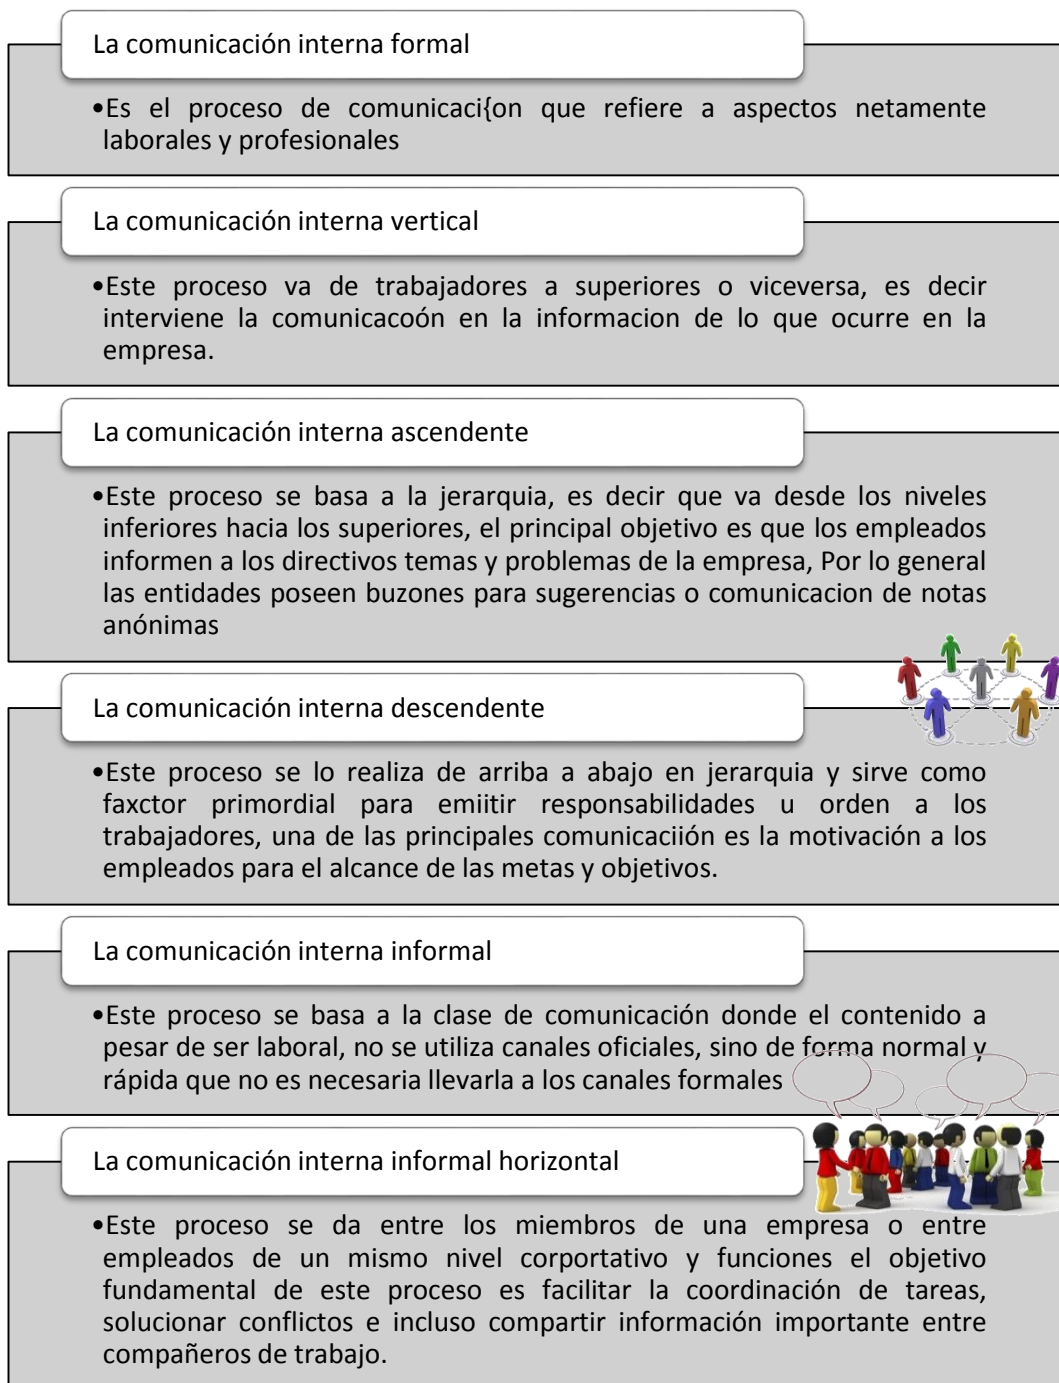 La comunicación interna formal
•Es el proceso de comunicaci{on que refiere a aspectos netamente
laborales y profesionales
La comunicación interna vertical
•Este proceso va de trabajadores a superiores o viceversa, es decir
interviene la comunicacoón en la informacion de lo que ocurre en la
empresa.
La comunicación interna ascendente
•Este proceso se basa a la jerarquia, es decir que va desde los niveles
inferiores hacia los superiores, el principal objetivo es que los empleados
informen a los directivos temas y problemas de la empresa, Por lo general
las entidades poseen buzones para sugerencias o comunicacion de notas
anónimas
La comunicación interna descendente
•Este proceso se lo realiza de arriba a abajo en jerarquia y sirve como
faxctor primordial para emiitir responsabilidades u orden a los
trabajadores, una de las principales comunicaciión es la motivación a los
empleados para el alcance de las metas y objetivos.
La comunicación interna informal
•Este proceso se basa a la clase de comunicación donde el contenido a
pesar de ser laboral, no se utiliza canales oficiales, sino de forma normal y
rápida que no es necesaria llevarla a los canales formales
La comunicación interna informal horizontal
•Este proceso se da entre los miembros de una empresa o entre
empleados de un mismo nivel corportativo y funciones el objetivo
fundamental de este proceso es facilitar la coordinación de tareas,
solucionar conflictos e incluso compartir información importante entre
compañeros de trabajo.